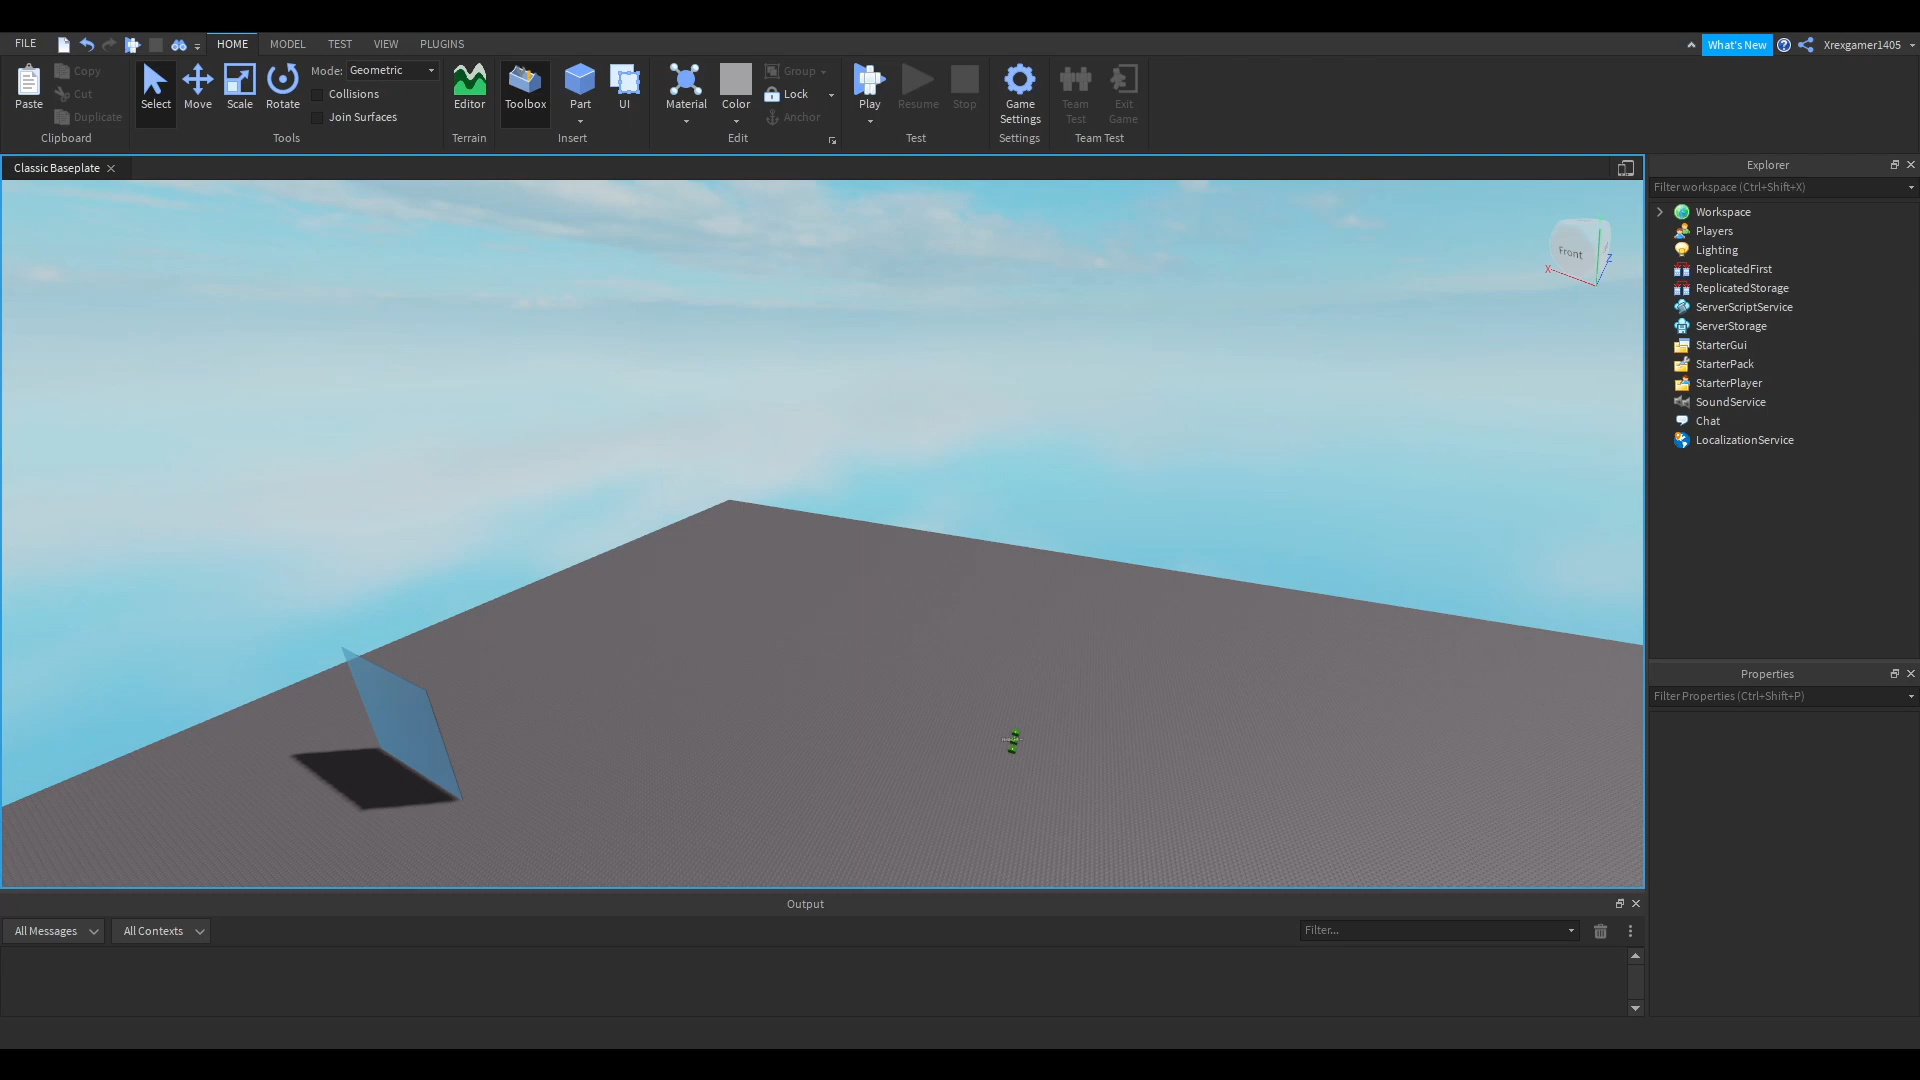 FILE
HOME
MODEL
TEST
VIEW
PLUGINS
What's New
Xrexgamer1405
Paste
Copy
Cut
Duplicate
Clipboard
Select
Move
Scale
Rotate
Mode: Geometric
Collisions
Join Surfaces
Tools
Editor
Terrain
Toolbox
Part
UI
Insert
Material
Color
Group
Lock
Anchor
Edit
Play
Resume
Stop
Test
Game
Settings
Settings
Team
Test
Exit
Game
Team Test
Classic Baseplate
Front
X
Z
Explorer
Filter workspace (Ctrl+Shift+X)
Workspace
Players
Lighting
ReplicatedFirst
ReplicatedStorage
ServerScriptService
ServerStorage
StarterGui
StarterPack
StarterPlayer
SoundService
Chat
LocalizationService
Properties
Filter Properties (Ctrl+Shift+P)
Output
All Messages
All Contexts
Filter...